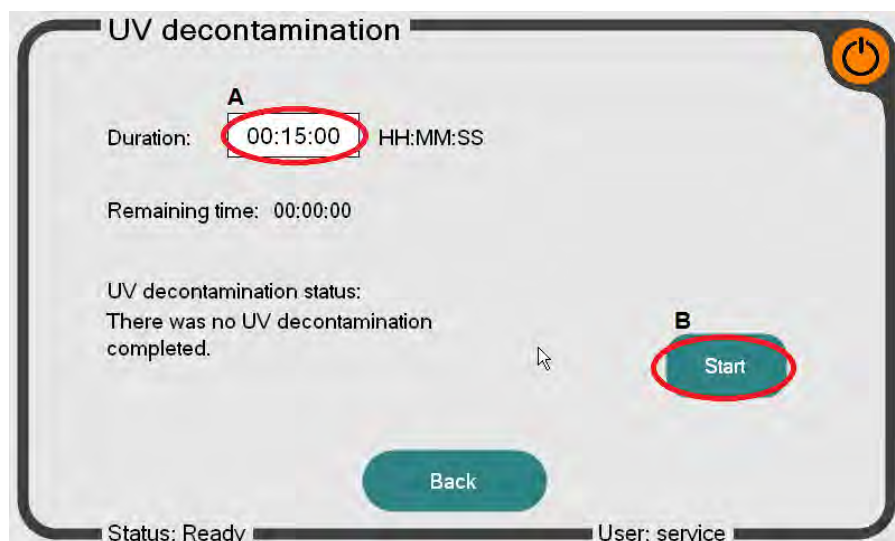 UV decontamination
A
Duration: 00:15:00 HH:MM:SS
Remaining time: 00:00:00
UV decontamination status:
There was no UV decontamination
completed.
B
Start
Back
Status: Ready User: service